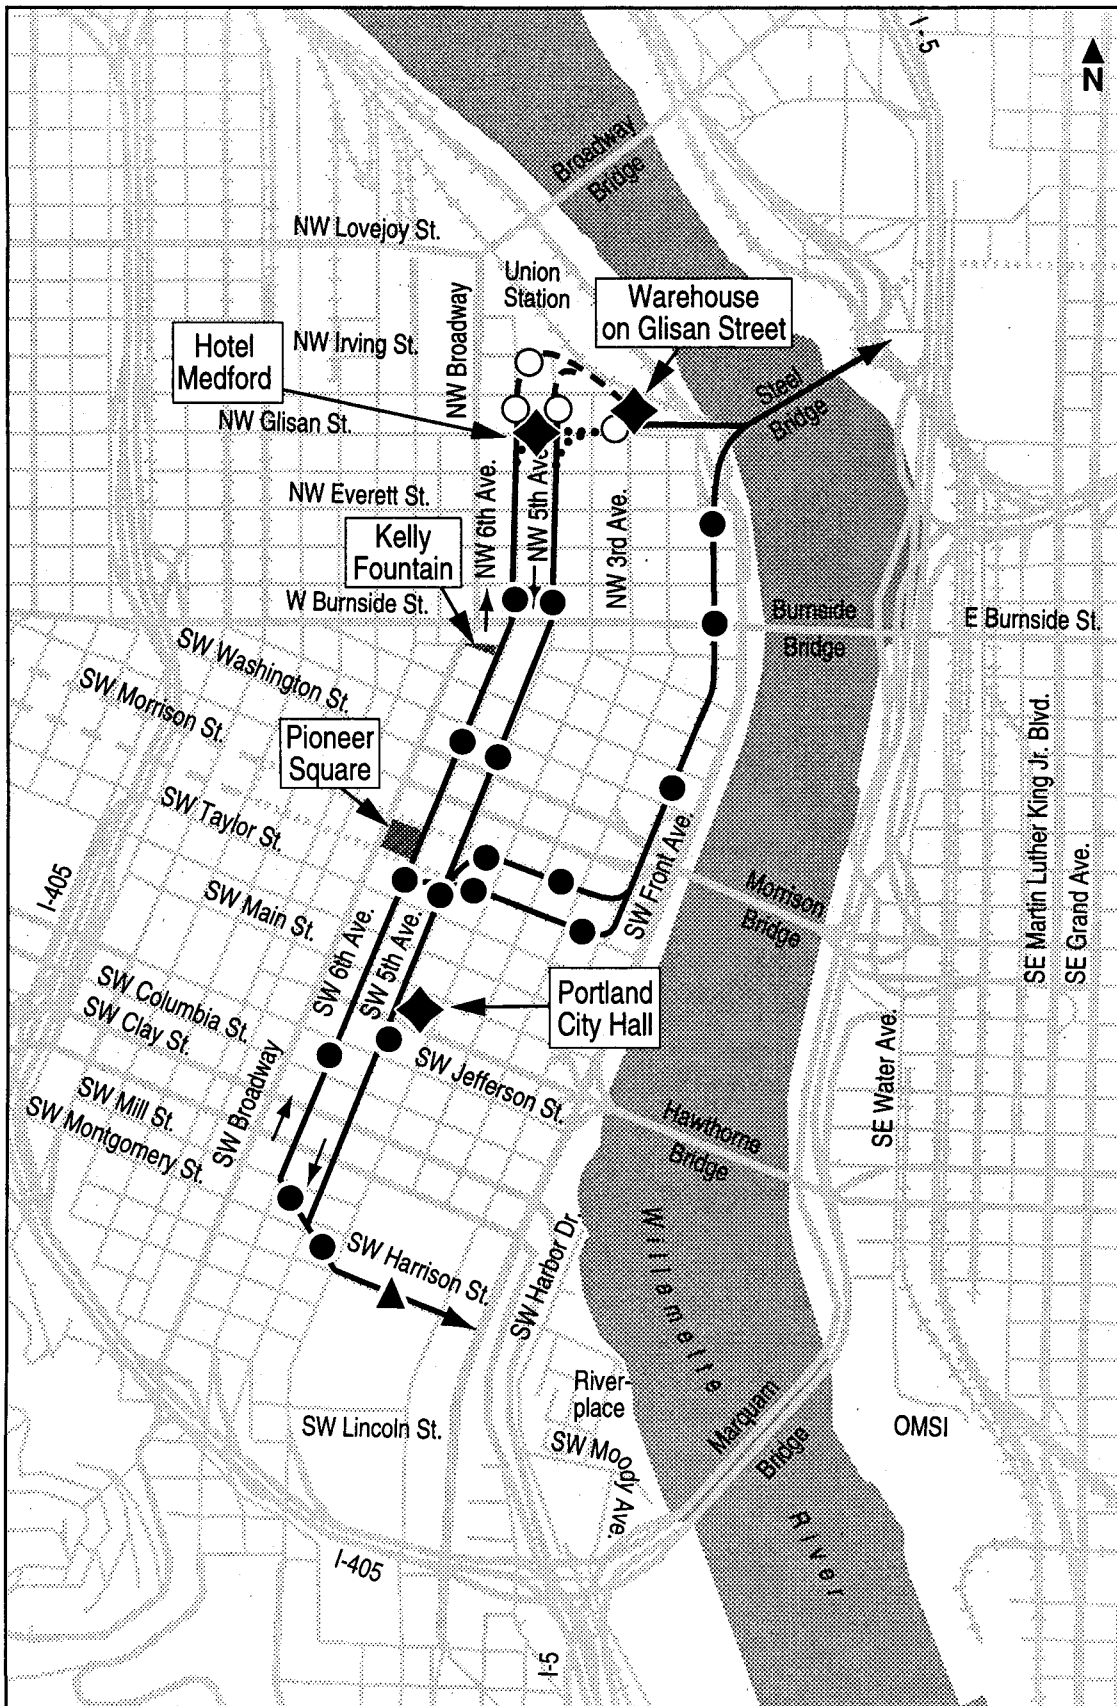 I-5
N
Broadway
Bridge
NW Lovejoy St.
Union
Station
Warehouse
on Glisan Street
NW Broadway
Hotel
Medford
NW Irving St.
NW Glisan St.
Steel
Bridge
NW Everett St.
NW 6th Ave.
NW 5th Ave.
NW 3rd Ave.
Kelly
Fountain
W Burnside St.
Burnside
Bridge
E Burnside St.
SW Washington St.
SW Morrison St.
Pioneer
Square
SW Taylor St.
SW Front Ave.
Morrison
Bridge
SE Martin Luther King Jr. Blvd.
SE Grand Ave.
I-405
SW Main St.
SW 6th Ave.
SW 5th Ave.
Portland
City Hall
SW Columbia St.
SW Clay St.
SW Jefferson St.
SE Water Ave.
SW Broadway
SW Mill St.
SW Montgomery St.
Hawthorne
Bridge
SW Harrison St.
SW Harbor Dr.
Willamette
River
River-
place
SW Lincoln St.
SW Moody Ave.
Marquam
Bridge
OMSI
I-405
I-5